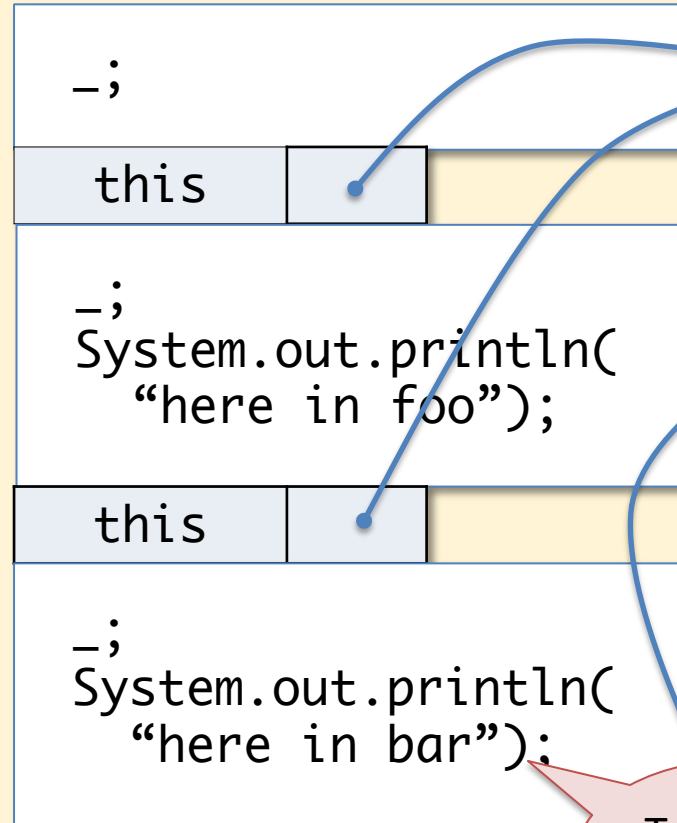 _;
this
_;
System.out.println(
“here in foo”);
this
_;
System.out.println(
“here in bar”);